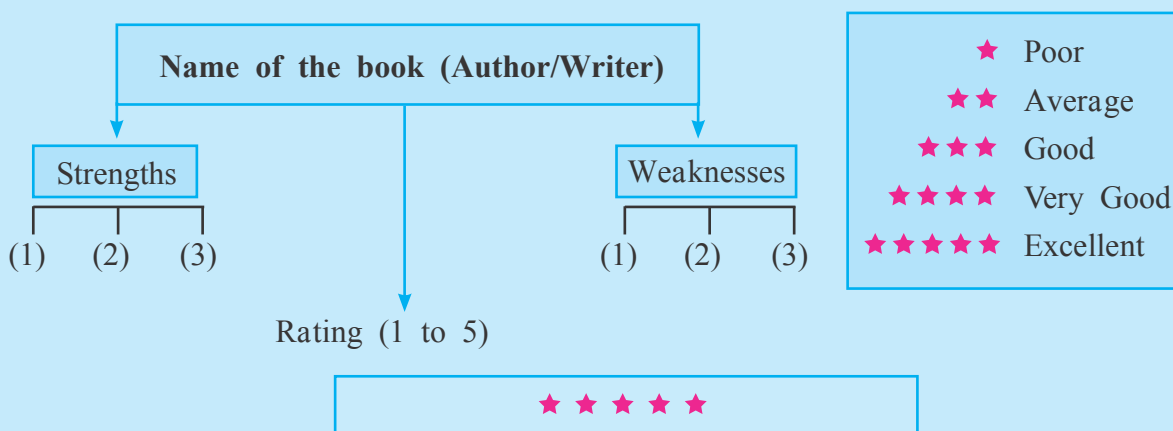 Name of the book (Author/Writer)
Strengths
(1) (2) (3)
Weaknesses
(1) (2) (3)
Rating (1 to 5)
★ Poor
★★ Average
★★★ Good
★★★★ Very Good
★★★★★ Excellent
★★★★★